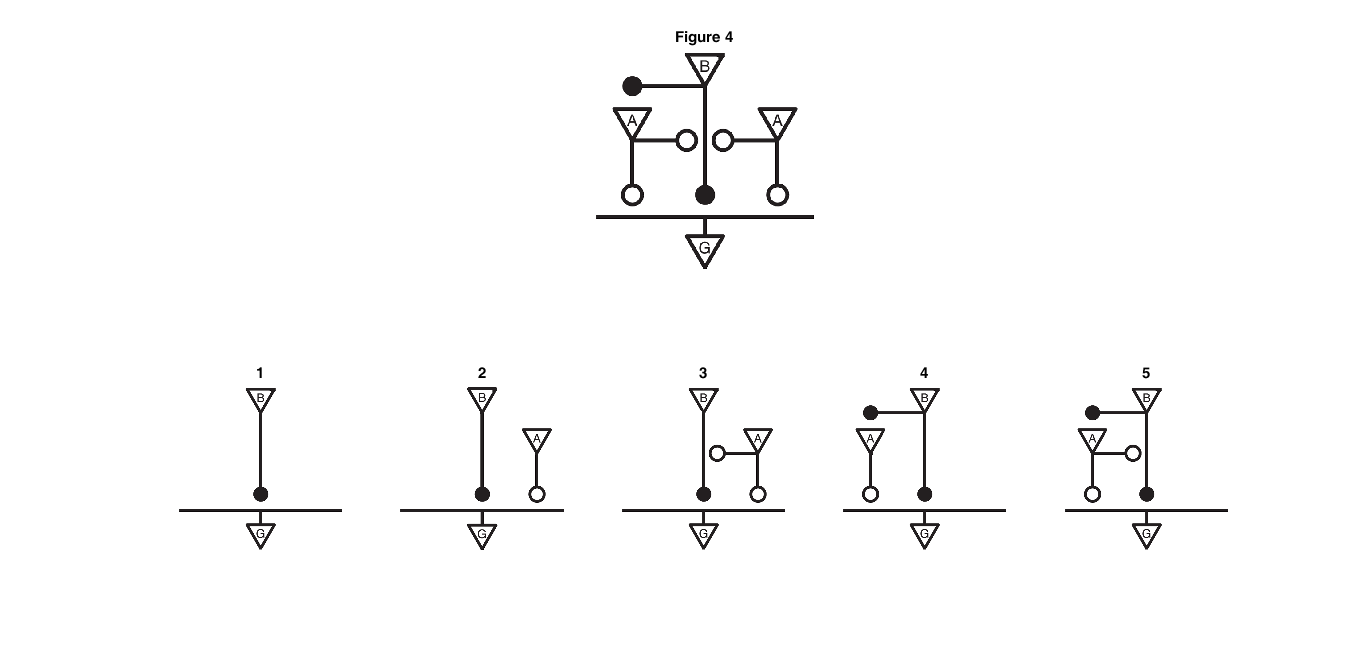 Figure 4
B
A A
G
1 2 3 4 5
B B B B B
A A A A
G G G G G